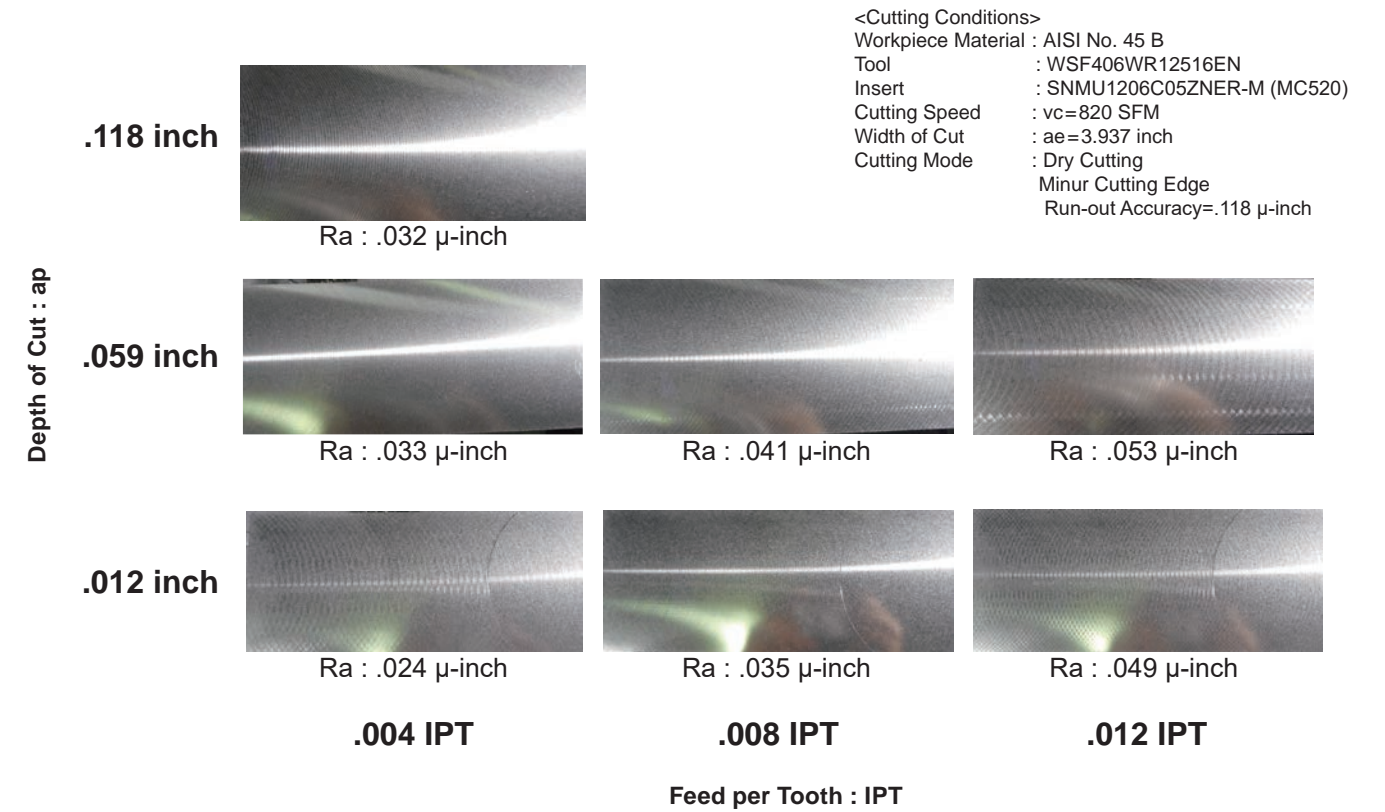 <Cutting Conditions>
Workpiece Material : AISI No. 45 B
Tool : WSF406WR12516EN
Insert : SNMU1206C05ZNER-M (MC520)
Cutting Speed : vc=820 SFM
Width of Cut : ae=3.937 inch
Cutting Mode : Dry Cutting
Minur Cutting Edge
Run-out Accuracy=.118 µ-inch
Depth of Cut : ap
.118 inch
Ra : .032 µ-inch
.059 inch
Ra : .033 µ-inch
Ra : .041 µ-inch
Ra : .053 µ-inch
.012 inch
Ra : .024 µ-inch
Ra : .035 µ-inch
Ra : .049 µ-inch
.004 IPT
.008 IPT
.012 IPT
Feed per Tooth : IPT